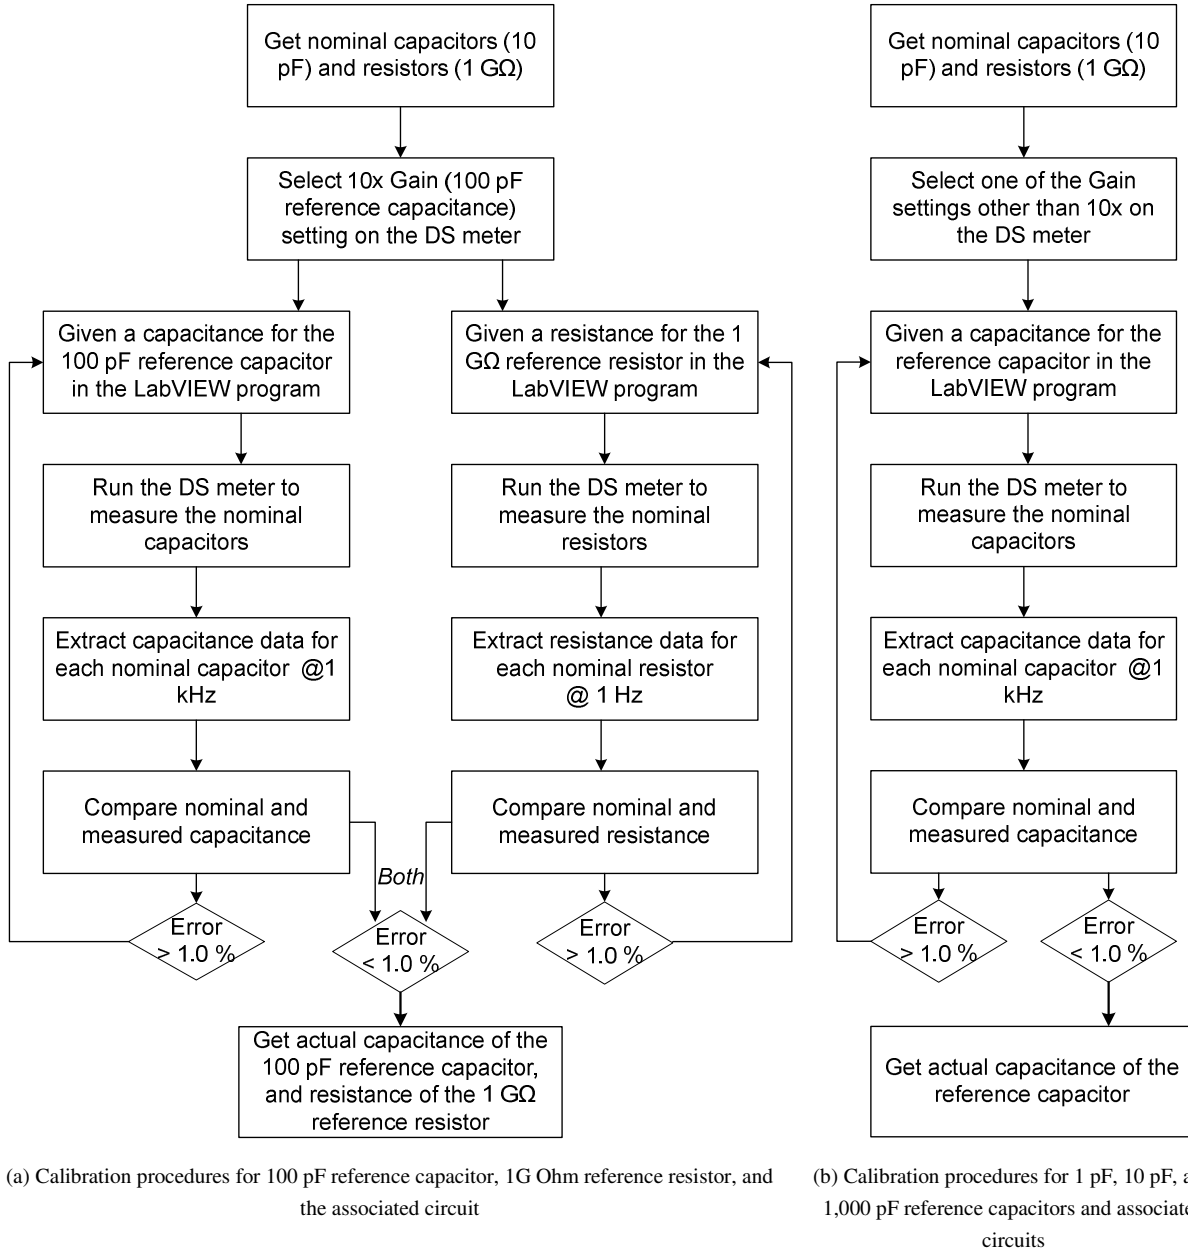 Get nominal capacitors (10
pF) and resistors (1 GΩ)
Select 10x Gain (100 pF
reference capacitance)
setting on the DS meter
Given a capacitance for the
100 pF reference capacitor
in the LabVIEW program
Run the DS meter to
measure the nominal
capacitors
Extract capacitance data for
each nominal capacitor @1
kHz
Compare nominal and
measured capacitance
Error
> 1.0 %
Given a resistance for the 1
GΩ reference resistor in the
LabVIEW program
Run the DS meter to
measure the nominal
resistors
Extract resistance data for
each nominal resistor
@ 1 Hz
Compare nominal and
measured resistance
Error
> 1.0 %
Both
Error
< 1.0 %
Get actual capacitance of the
100 pF reference capacitor,
and resistance of the 1 GΩ
reference resistor
(a) Calibration procedures for 100 pF reference capacitor, 1G Ohm reference resistor, and
the associated circuit
Get nominal capacitors (10
pF) and resistors (1 GΩ)
Select one of the Gain
settings other than 10x on
the DS meter
Given a capacitance for the
reference capacitor in the
LabVIEW program
Run the DS meter to
measure the nominal
capacitors
Extract capacitance data for
each nominal capacitor @1
kHz
Compare nominal and
measured capacitance
Error
> 1.0 %
Error
< 1.0 %
Get actual capacitance of the
reference capacitor
(b) Calibration procedures for 1 pF, 10 pF,
1,000 pF reference capacitors and
circuits